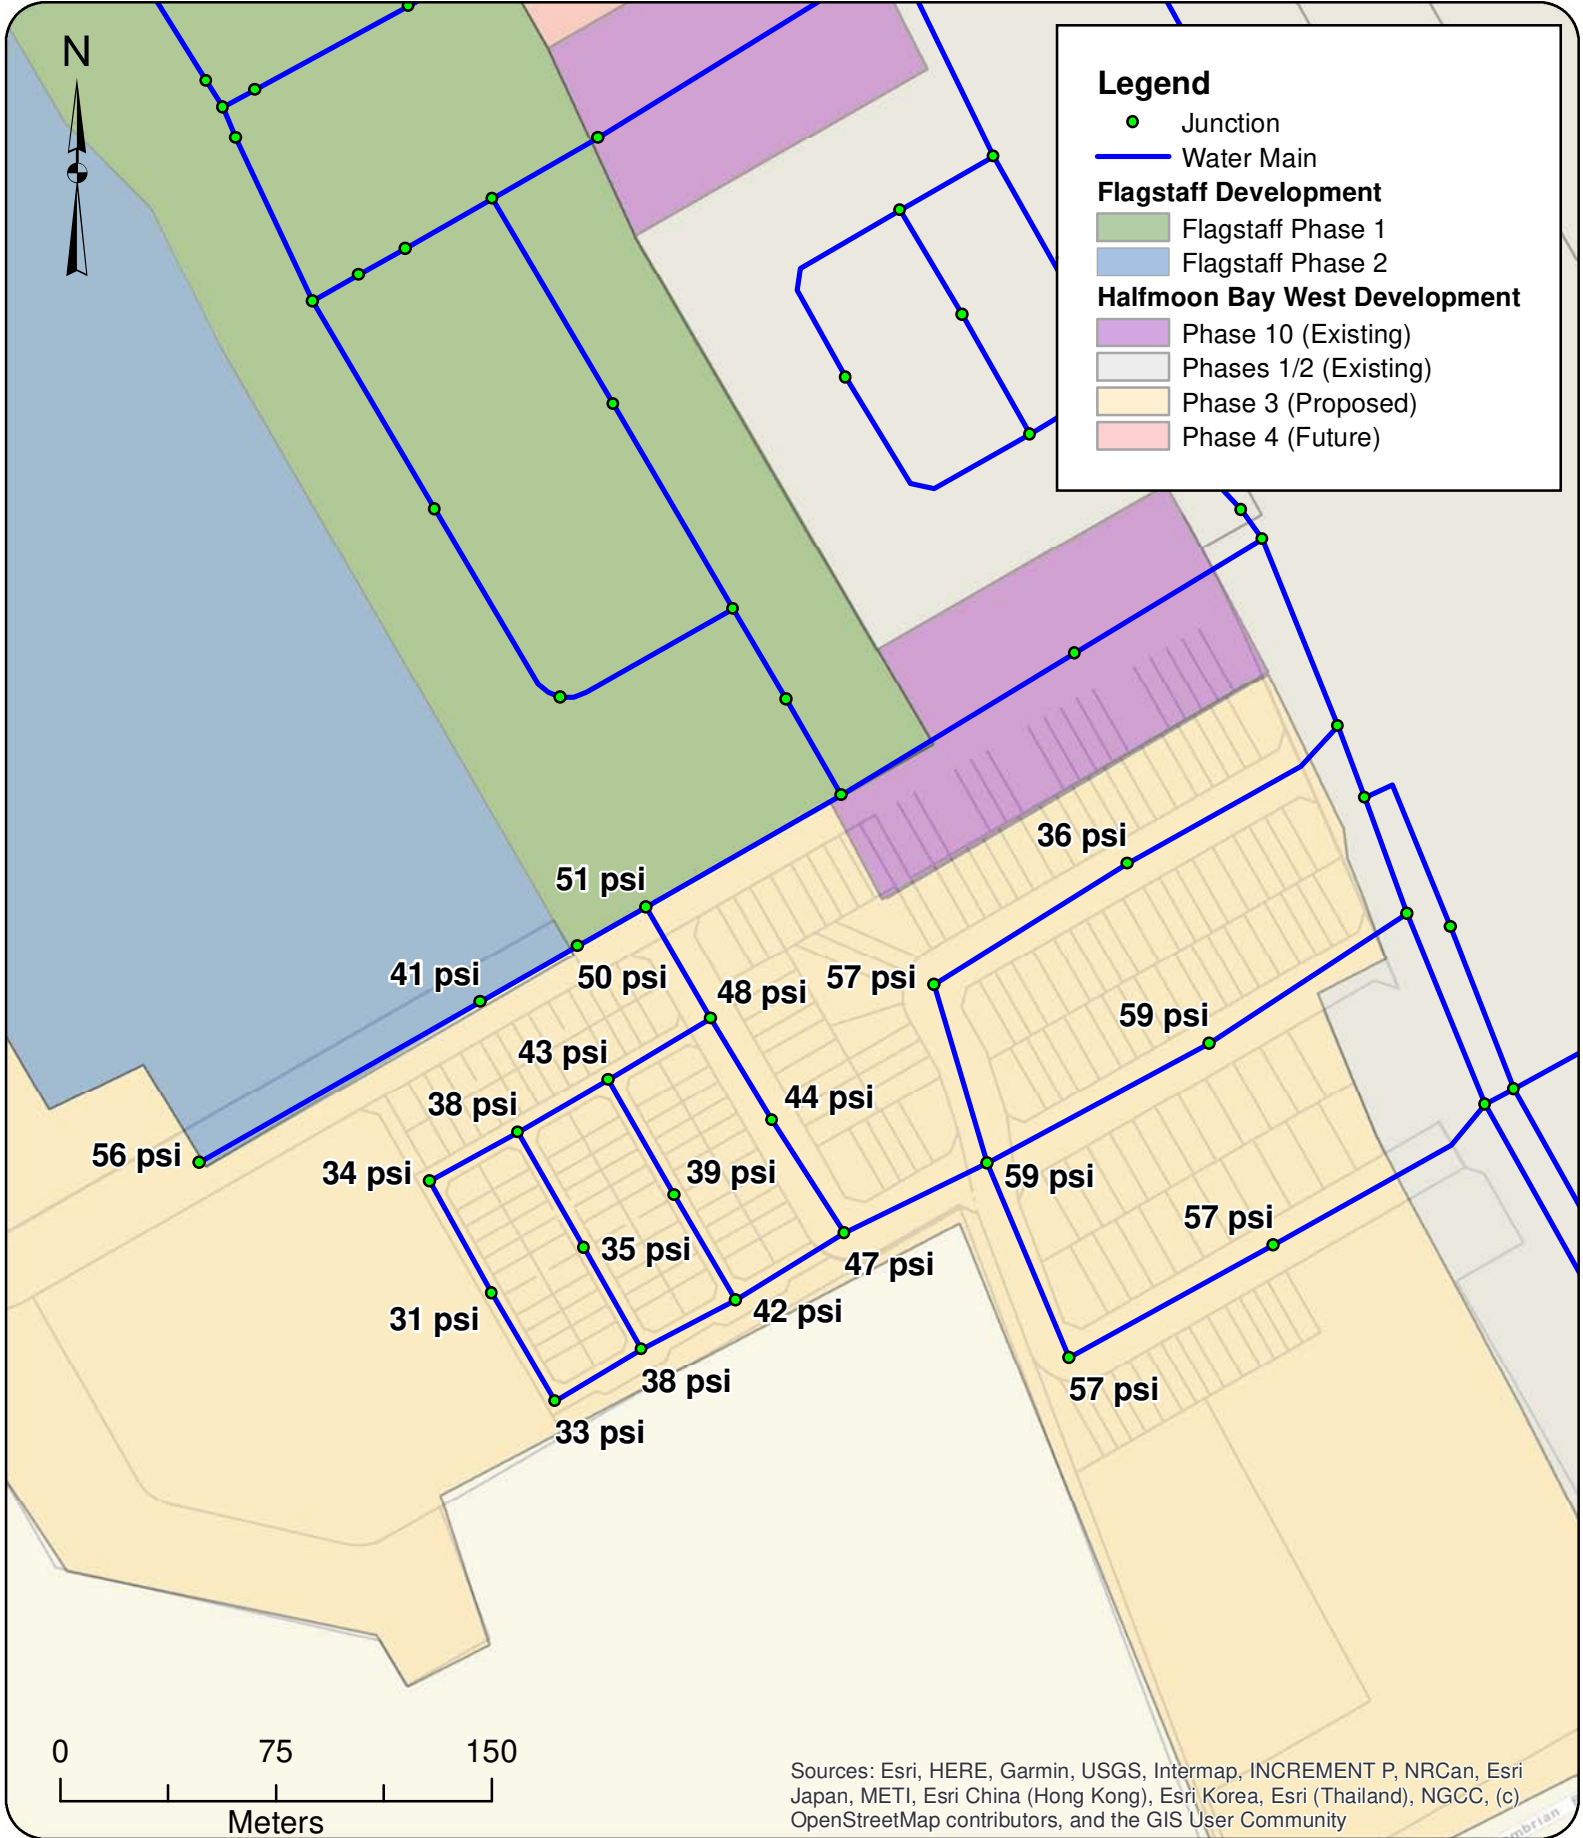 N
Legend
Junction
Water Main
Flagstaff Development
Flagstaff Phase 1
Flagstaff Phase 2
Halfmoon Bay West Development
Phase 10 (Existing)
Phases 1/2 (Existing)
Phase 3 (Proposed)
Phase 4 (Future)
36 psi
51 psi
41 psi
50 psi
57 psi
48 psi
59 psi
43 psi
44 psi
38 psi
56 psi
34 psi
39 psi
59 psi
57 psi
35 psi
47 psi
31 psi
42 psi
38 psi
57 psi
33 psi
0 75 150
Meters
Sources: Esri, HERE, Garmin, USGS, Intermap, INCREMENT P, NRCan, Esri
Japan, METI, Esri China (Hong Kong), Esri Korea, Esri (Thailand), NGCC, (c)
OpenStreetMap contributors, and the GIS User Community